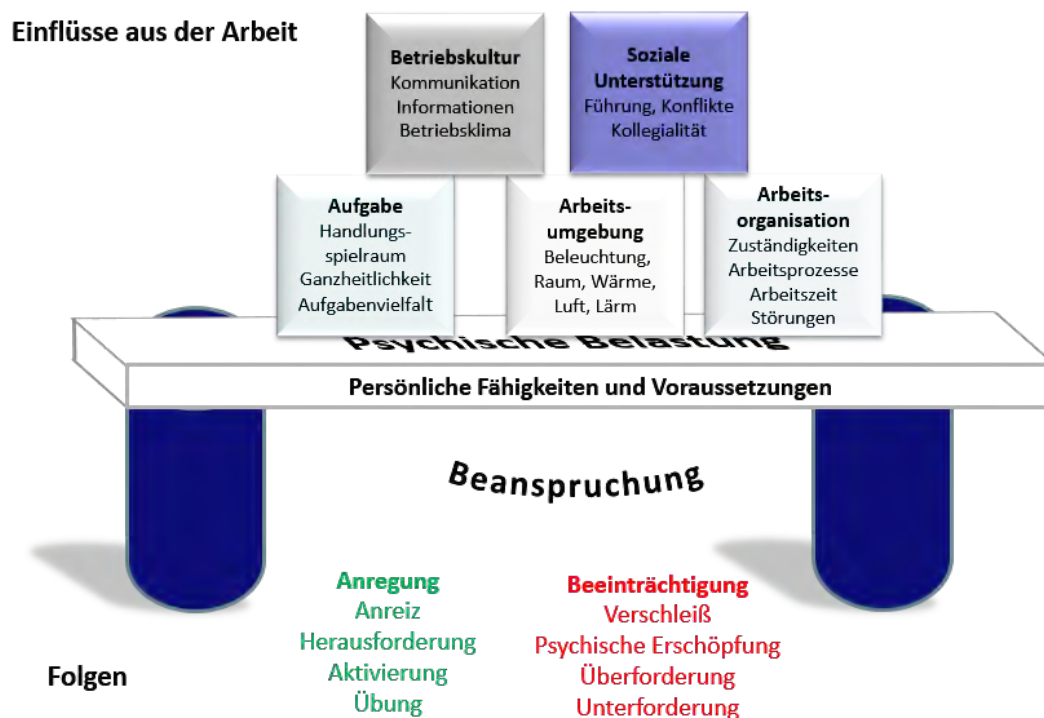 Einflüsse aus der Arbeit
Betriebskultur
Kommunikation
Informationen
Betriebsklima
Soziale
Unterstützung
Führung, Konflikte
Kollegialität
Aufgabe
Handlungs-
spielraum
Ganzheitlichkeit
Aufgabenvielfalt
Arbeits-
umgebung
Beleuchtung,
Raum, Wärme,
Luft, Lärm
Arbeits-
organisation
Zuständigkeiten
Arbeitsprozesse
Arbeitszeit
Störungen
Psychische Belastung
Persönliche Fähigkeiten und Voraussetzungen
Beanspruchung
Anregung
Anreiz
Herausforderung
Aktivierung
Übung
Beeinträchtigung
Verschleiß
Psychische Erschöpfung
Überforderung
Unterforderung
Folgen